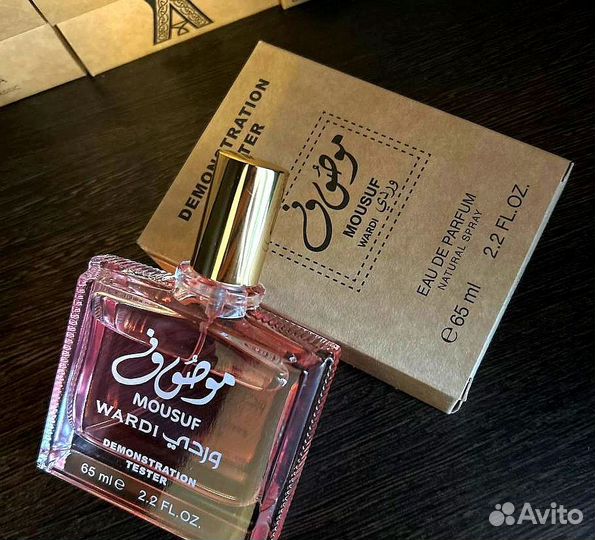 DEMONSTRATION
TESTER
موصوف
MOUSUF
WARDI وردي
EAU DE PARFUM
NATURAL SPRAY
e 65 ml 2.2 FL.OZ.
موصوف
MOUSUF
WARDI وردي
DEMONSTRATION
TESTER
65 ml e 2.2 FL.OZ.
Avito